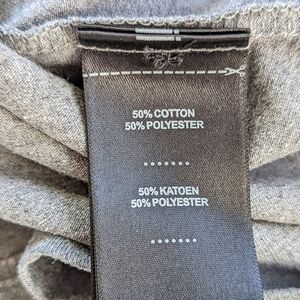 50% COTTON
50% POLYESTER
.......
50% KATOEN
50% POLYESTER
.......